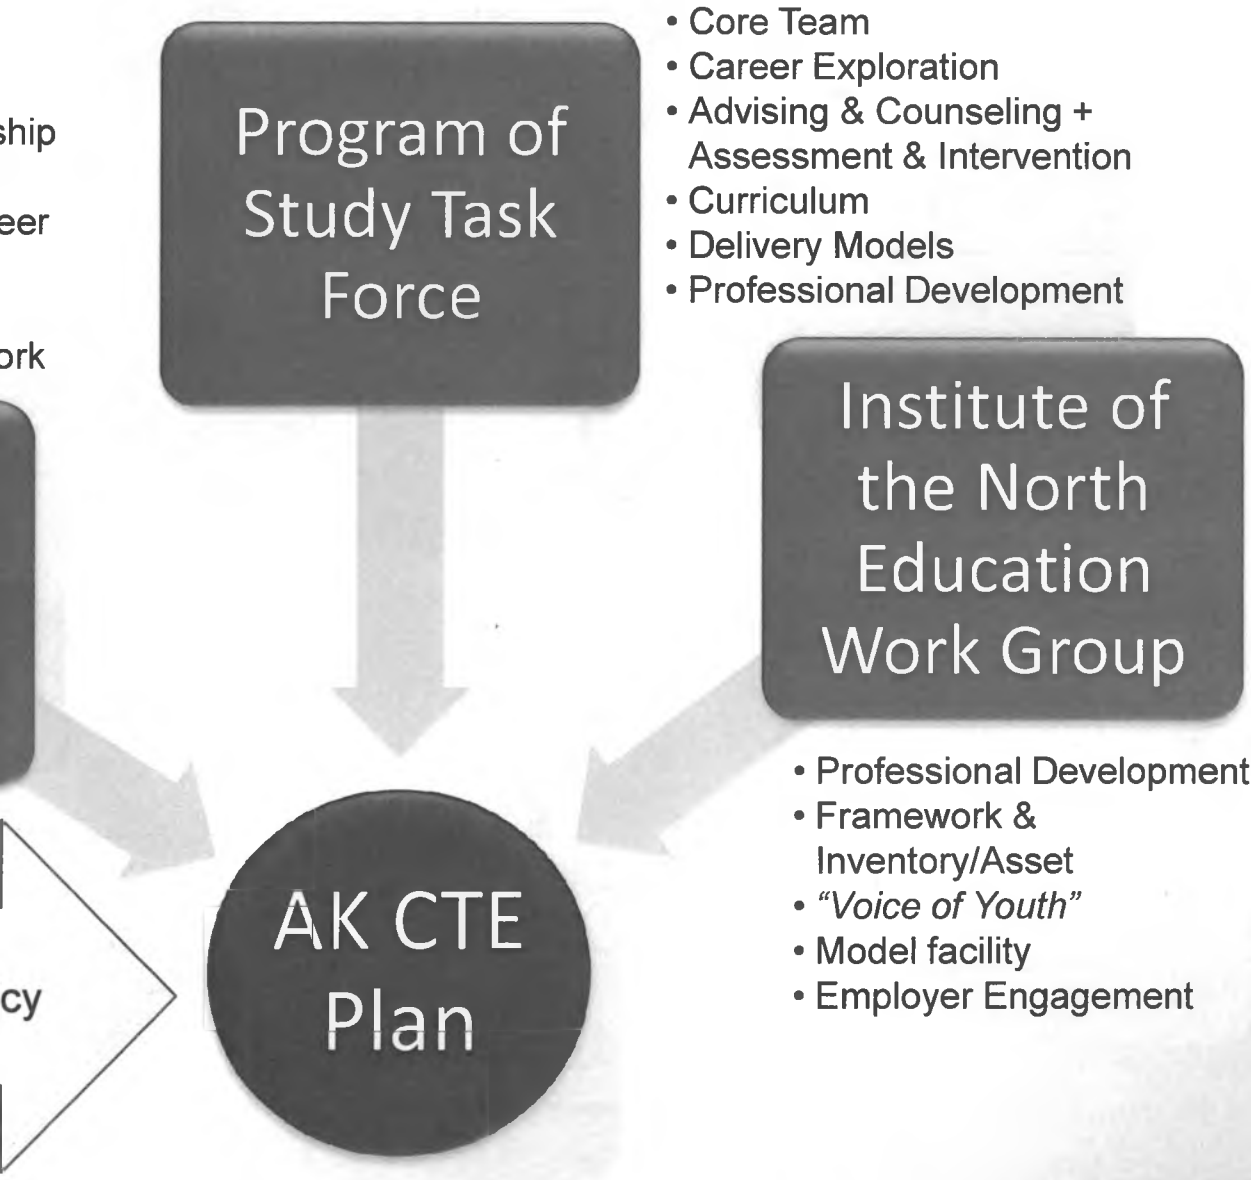 ship
eer
ork
Program of
Study Task
Force
• Core Team
• Career Exploration
• Advising & Counseling +
Assessment & Intervention
• Curriculum
• Delivery Models
• Professional Development
Institute of
the North
Education
Work Group
• Professional Development
• Framework &
Inventory/Asset
• “Voice of Youth”
• Model facility
• Employer Engagement
cy
AK CTE
Plan